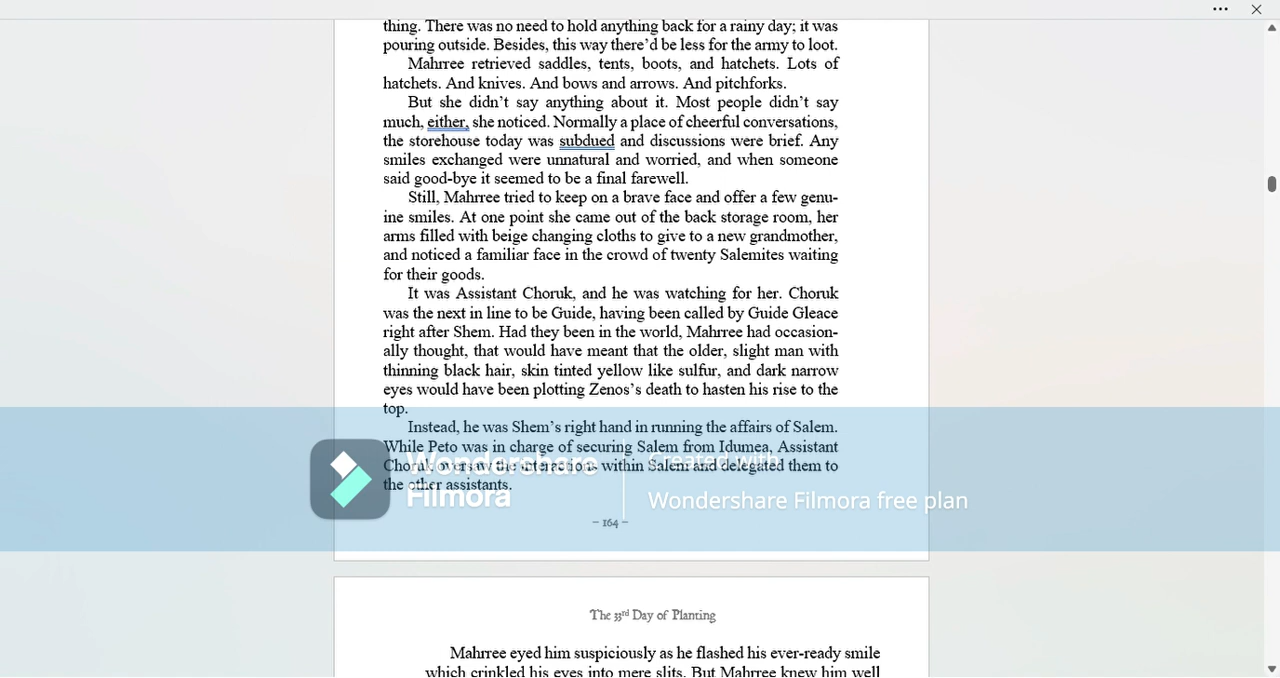 thing. There was no need to hold anything back for a rainy day; it was
pouring outside. Besides, this way there’d be less for the army to loot.
Mahrree retrieved saddles, tents, boots, and hatchets. Lots of
hatchets. And knives. And bows and arrows. And pitchforks.
But she didn’t say anything about it. Most people didn’t say
much, either, she noticed. Normally a place of cheerful conversations,
the storehouse today was subdued and discussions were brief. Any
smiles exchanged were unnatural and worried, and when someone
said good-bye it seemed to be a final farewell.
Still, Mahrree tried to keep on a brave face and offer a few genu-
ine smiles. At one point she came out of the back storage room, her
arms filled with beige changing cloths to give to a new grandmother,
and noticed a familiar face in the crowd of twenty Salemites waiting
for their goods.
It was Assistant Choruk, and he was watching for her. Choruk
was the next in line to be Guide, having been called by Guide Gleace
right after Shem. Had they been in the world, Mahrree had occasion-
ally thought, that would have meant that the older, slight man with
thinning black hair, skin tinted yellow like sulfur, and dark narrow
eyes would have been plotting Zenos’s death to hasten his rise to the
top.
Instead, he was Shem’s right hand in running the affairs of Salem.
While Peto was in charge of securing Salem from Idumea, Assistant
Choruk oversaw the interactions within Salem and delegated them to
the other assistants.
Wondershare
Filmora
Created with
Wondershare Filmora free plan
– 164 –
The 33rd Day of Planting
Mahrree eyed him suspiciously as he flashed his ever-ready smile
which crinkled his eyes into mere slits. But Mahrree knew him well